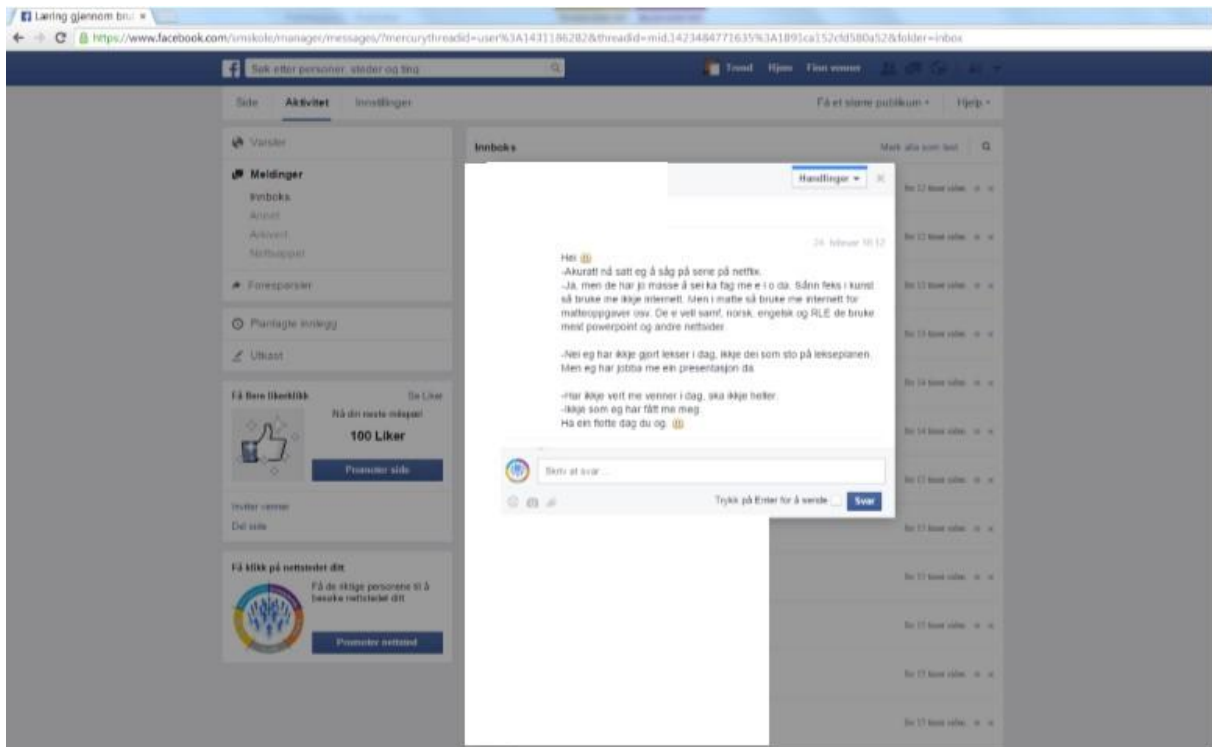 Læring gjennom bru
https://www.facebook.com/smskole/manager/messages/?mercurythreadid=user%3A1431186282&threadid=mid.1423484771635%3A1891ca152cfd580a52&folder=inbox
Søk etter personer, steder og ting
Trond Hjem Finn venner
Side Aktivitet Innstillinger
Få et større publikum Hjelp
Varsler
Innboks
Merk alle som lest
Meldinger
Handlinger
Innboks
Annet
Arkivert
Søppelpost
24. februar 18:12
Hei
-Akuratt nå satt eg å såg på serie på netflix.
-Ja, men de har jo masse å sei ka fag me e i o da. Sånn feks i kunst
så bruke me ikkje internett. Men i matte så bruke me internett for
matteoppgaver osv. De e vell samf, norsk, engelsk og RLE de bruke
mest powerpoint og andre nettsider.
-Nei eg har ikkje gjort lekser i dag, ikkje dei som sto på lekseplanen.
Men eg har jobba me ein presentasjon da.
-Har ikkje vert me venner i dag, ska ikkje heller.
-Ikkje som eg har fått me meg.
Ha ein flotte dag du og.
Forespørsler
Planlagte innlegg
Utkast
Få flere likerklikk Se Liker
Nå din neste milepæl
100 Liker
Promoter side
Inviter venner
Del side
Skriv et svar ...
Trykk på Enter for å sende Svar
Få klikk på nettstedet ditt
Få de riktige personene til å
besøke nettstedet ditt
Promoter nettsted